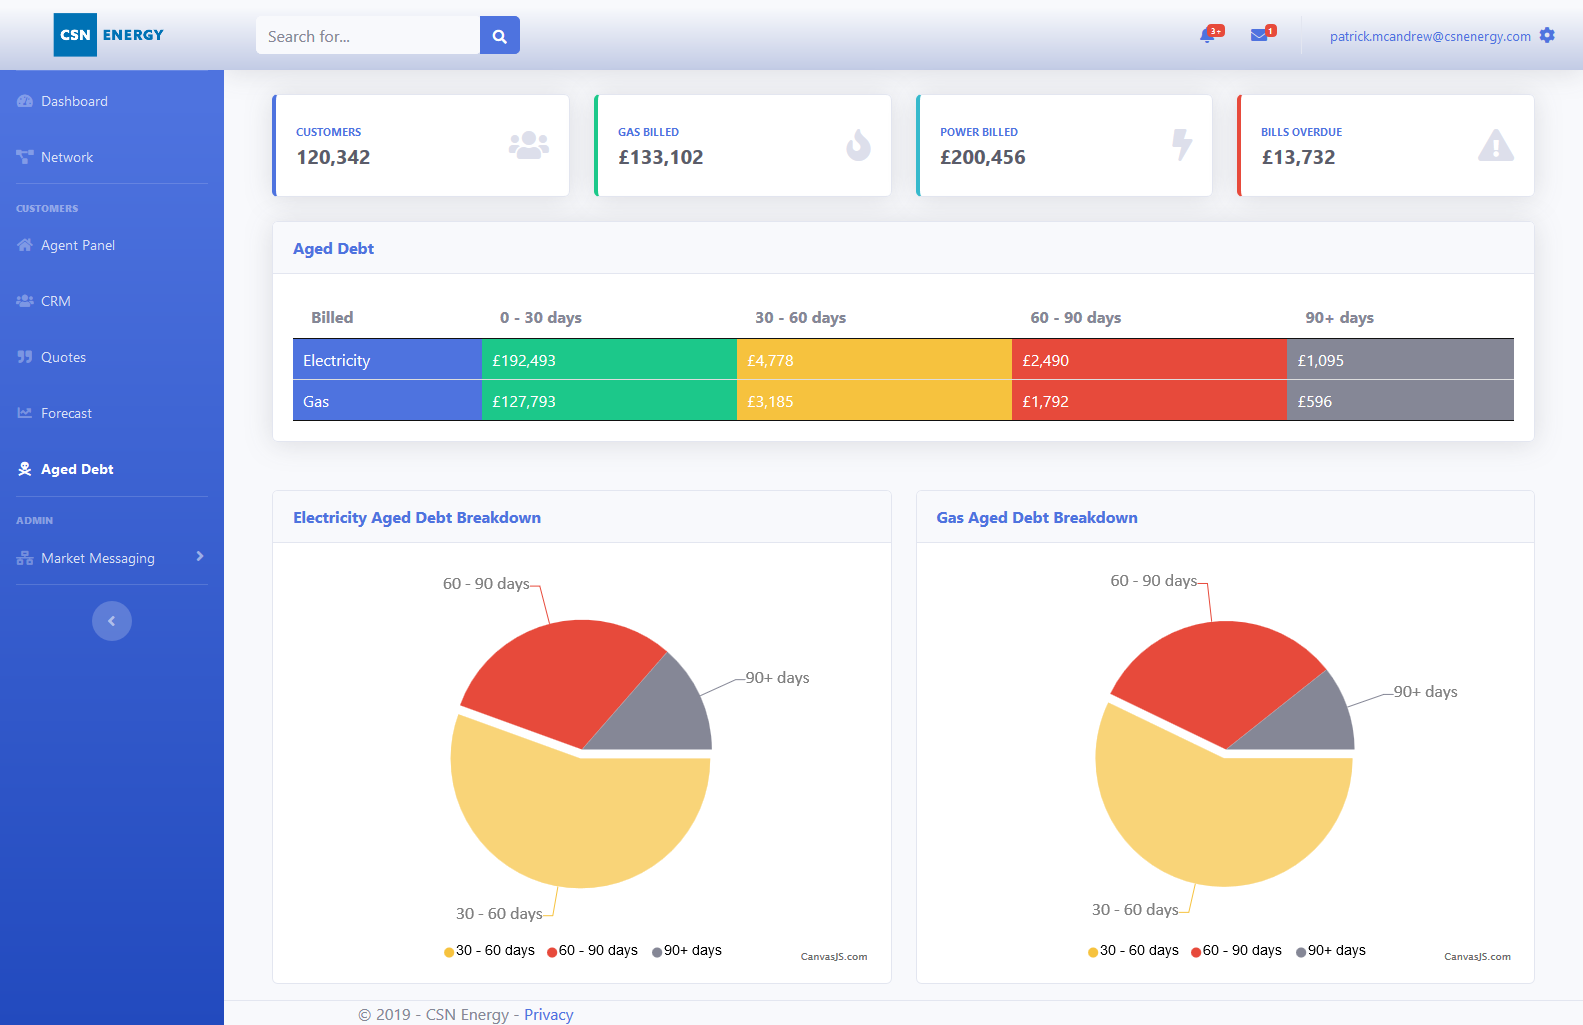 CSN ENERGY
Search for...
3+
1
patrick.mcandrew@csnenergy.com
Dashboard
Network
CUSTOMERS
Agent Panel
CRM
Quotes
Forecast
Aged Debt
ADMIN
Market Messaging
CUSTOMERS
120,342
GAS BILLED
£133,102
POWER BILLED
£200,456
BILLS OVERDUE
£13,732
Aged Debt
Billed 0 - 30 days 30 - 60 days 60 - 90 days 90+ days
Electricity £192,493 £4,778 £2,490 £1,095
Gas £127,793 £3,185 £1,792 £596
Electricity Aged Debt Breakdown
60 - 90 days
90+ days
30 - 60 days
30 - 60 days 60 - 90 days 90+ days
CanvasJS.com
Gas Aged Debt Breakdown
60 - 90 days
90+ days
30 - 60 days
30 - 60 days 60 - 90 days 90+ days
CanvasJS.com
© 2019 - CSN Energy - Privacy